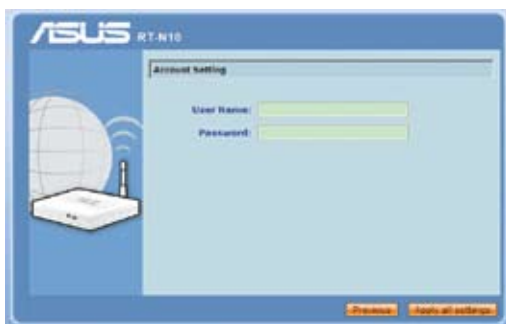 ASUS RT-N10
Account Setting
User Name:
Password:
Previous Apply all settings